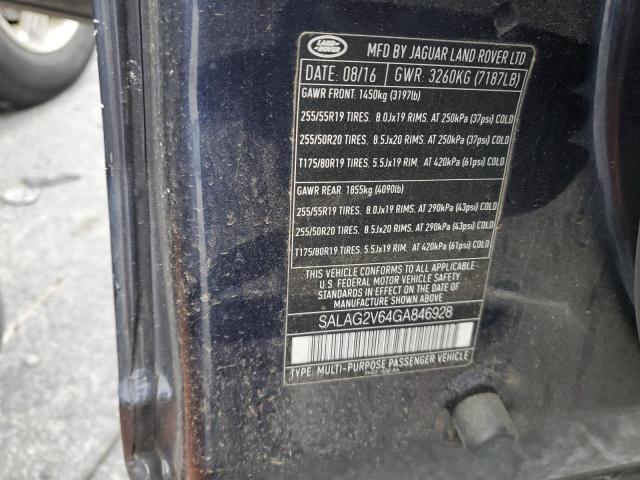 LAND-ROVER
MFD BY JAGUAR LAND ROVER LTD
DATE: 08/16 GWR: 3260KG (7187LB)
GAWR FRONT: 1450kg (3197lb)
255/55R19 TIRES. 8.0Jx19 RIMS. AT 250kPa (37psi) COLD
255/50R20 TIRES. 8.5Jx20 RIMS. AT 250kPa (37psi) COLD
T175/80R19 TIRES. 5.5Jx19 RIM. AT 420kPa (61psi) COLD
GAWR REAR: 1855kg (4090lb)
255/55R19 TIRES. 8.0Jx19 RIMS. AT 290kPa (43psi) COLD
255/50R20 TIRES. 8.5Jx20 RIMS. AT 290kPa (43psi) COLD
T175/80R19 TIRES. 5.5Jx19 RIM. AT 420kPa (61psi) COLD
THIS VEHICLE CONFORMS TO ALL APPLICABLE
U.S. FEDERAL MOTOR VEHICLE SAFETY
STANDARDS IN EFFECT ON THE DATE OF
MANUFACTURE SHOWN ABOVE
SALAG2V64GA846928
TYPE: MULTI-PURPOSE PASSENGER VEHICLE